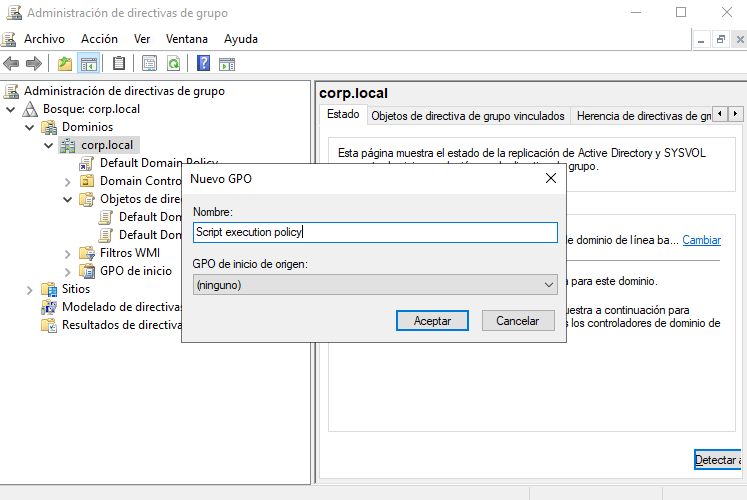 Administración de directivas de grupo
Archivo Acción Ver Ventana Ayuda
Administración de directivas de grupo
Bosque: corp.local
Dominios
corp.local
Default Domain Policy
Domain Contro
Objetos de dire
Default Dom
Default Dom
Filtros WMI
GPO de inicio
Sitios
Modelado de directivas
Resultados de directiva
corp.local
Estado Objetos de directiva de grupo vinculados Herencia de directivas de gr
Esta página muestra el estado de la replicación de Active Directory y SYSVOL
de grupo.
e dominio de línea ba... Cambiar
para este dominio.
uestra a continuación para
s los controladores de dominio de
Detectar a
Nuevo GPO
Nombre:
Script execution policy
GPO de inicio de origen:
(ninguno)
Aceptar Cancelar